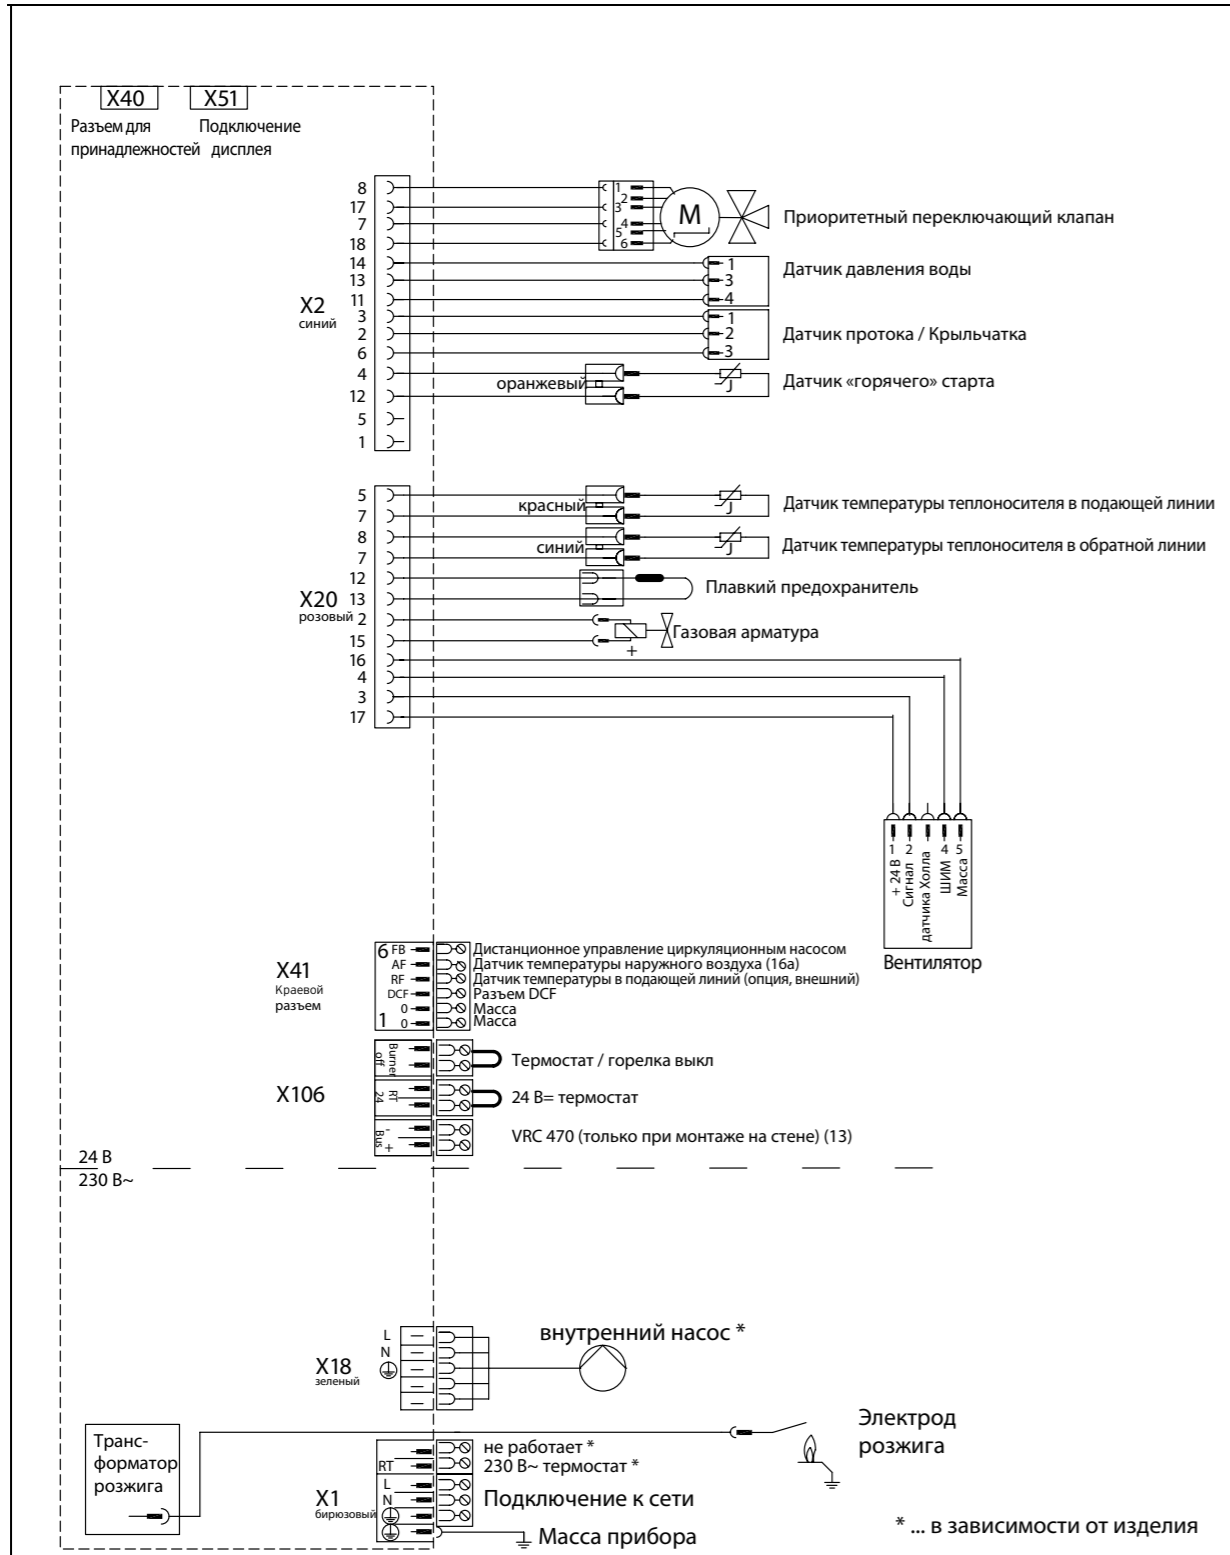 X40 X51
Разъем для Подключение
принадлежностей дисплея
8 1
2
17 3
7 4
5
18 6
M
Приоритетный переключающий клапан
14 1
13 3
11 4
Датчик давления воды
X2
синий
3 1
2 2
6 3
Датчик протока / Крыльчатка
4
оранжевый
12
J
Датчик «горячего» старта
5
1
5
красный
7
J
Датчик температуры теплоносителя в подающей линии
8
синий
7
J
Датчик температуры теплоносителя в обратной линии
12
13
Плавкий предохранитель
X20
розовый
2
15
+
Газовая арматура
16
4
3
17
1 2 4 5
+ 24 В
Сигнал
датчика Холла
ШИМ
Масса
Вентилятор
X41
Краевой
разъем
6 FB Дистанционное управление циркуляционным насосом
AF Датчик температуры наружного воздуха (16а)
RF Датчик температуры в подающей линий (опция, внешний)
DCF Разъем DCF
0 Масса
1 0 Масса
X106
Burner
off
Термостат / горелка выкл
RT
24
24 В= термостат
Bus
-
+
VRC 470 (только при монтаже на стене) (13)
24 В
230 В~
внутренний насос *
L
N
X18
зеленый
Транс-
форматор
розжига
Электрод
розжига
не работает *
RT 230 В~ термостат *
X1
бирюзовый
L
N
Подключение к сети
Масса прибора
* ... в зависимости от изделия